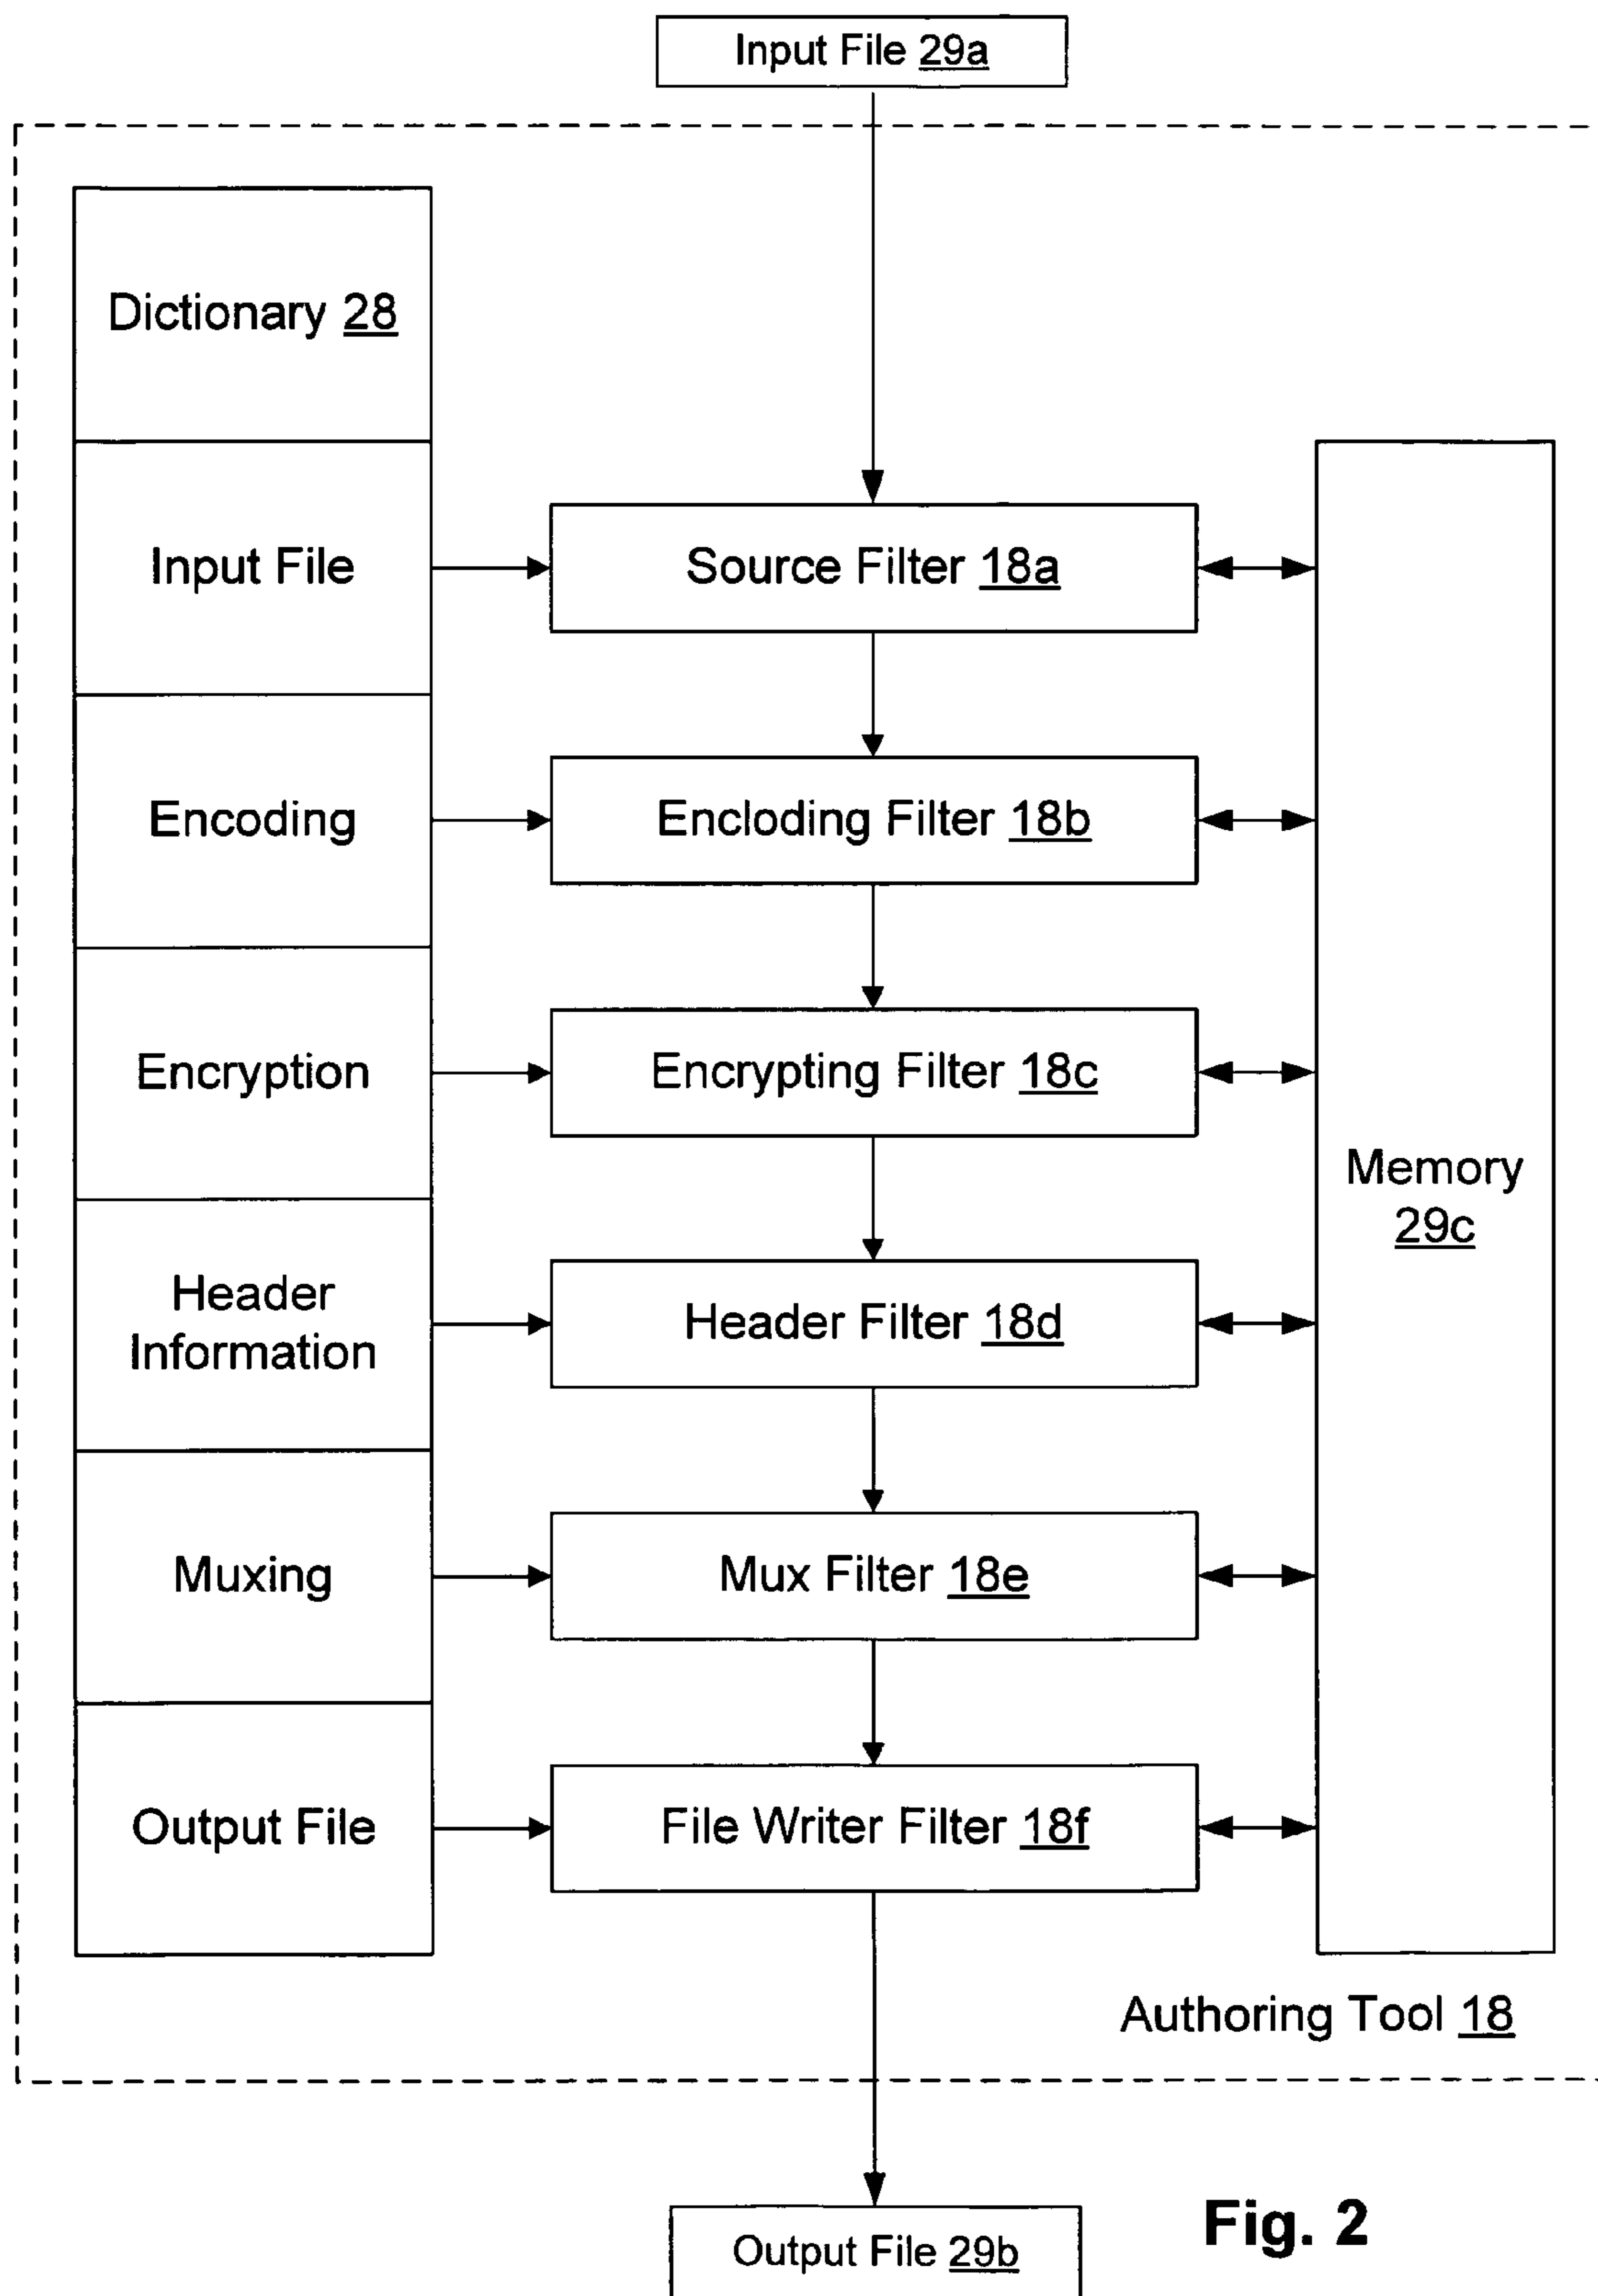 Input File 29a
Dictionary 28
Input File
Source Filter 18a
Encoding
Encloding Filter 18b
Encryption
Encrypting Filter 18c
Memory
29c
Header
Information
Header Filter 18d
Muxing
Mux Filter 18e
Output File
File Writer Filter 18f
Authoring Tool 18
Output File 29b
Fig. 2